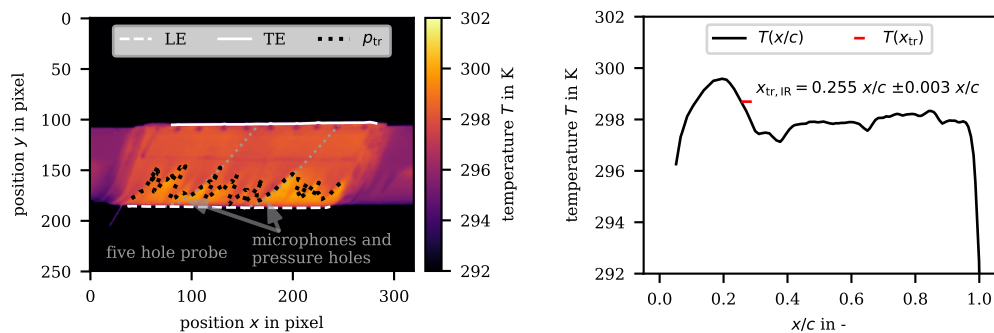 LE TE p_tr
0
50
100
150
200
250
position y in pixel
0 100 200 300
position x in pixel
five hole probe
microphones and
pressure holes
302
300
298
296
294
292
temperature T in K
T(x/c) T(x_tr)
x_tr, IR = 0.255 x/c ±0.003 x/c
302
300
298
296
294
292
temperature T in K
0.0 0.2 0.4 0.6 0.8 1.0
x/c in -